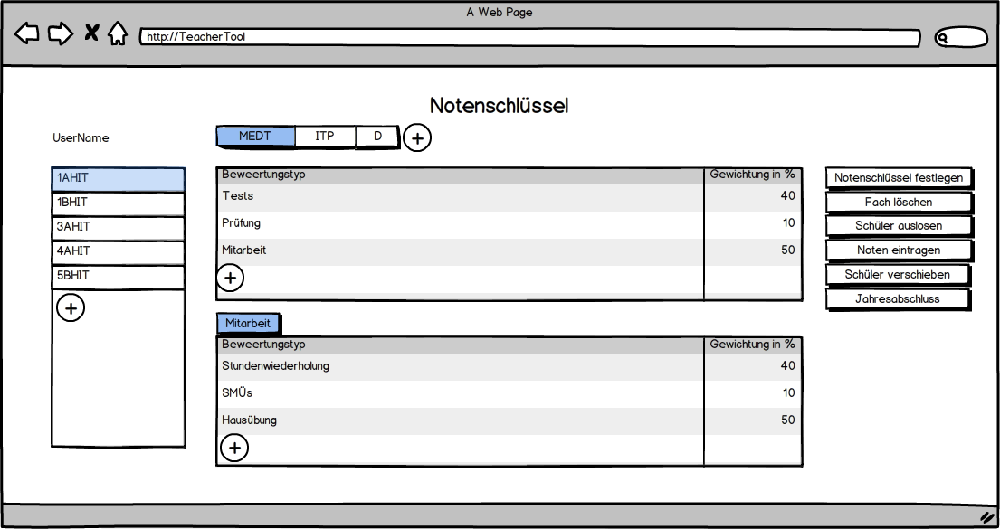 A Web Page
http://TeacherTool
Notenschlüssel
UserName
MEDT ITP D
1AHIT
1BHIT
3AHIT
4AHIT
5BHIT
Beweertungstyp Gewichtung in %
Tests 40
Prüfung 10
Mitarbeit 50
Mitarbeit
Beweertungstyp Gewichtung in %
Stundenwiederholung 40
SMÜs 10
Hausübung 50
Notenschlüssel festlegen
Fach löschen
Schüler auslosen
Noten eintragen
Schüler verschieben
Jahresabschluss